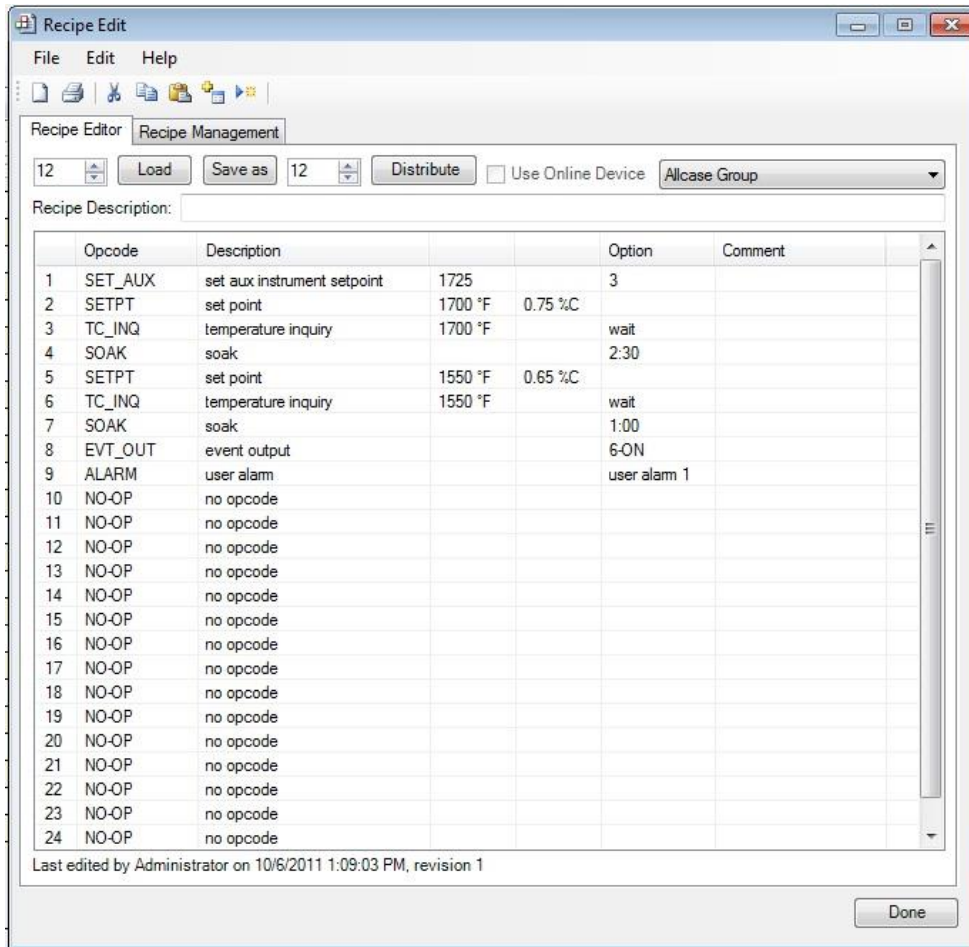 Recipe Edit
File Edit Help
Recipe Editor Recipe Management
12 Load Save as 12 Distribute Use Online Device Allcase Group
Recipe Description:
Opcode Description Option Comment
1 SET_AUX set aux instrument setpoint 1725 3
2 SETPT set point 1700 °F 0.75 %C
3 TC_INQ temperature inquiry 1700 °F wait
4 SOAK soak 2:30
5 SETPT set point 1550 °F 0.65 %C
6 TC_INQ temperature inquiry 1550 °F wait
7 SOAK soak 1:00
8 EVT_OUT event output 6-ON
9 ALARM user alarm user alarm 1
10 NO-OP no opcode
11 NO-OP no opcode
12 NO-OP no opcode
13 NO-OP no opcode
14 NO-OP no opcode
15 NO-OP no opcode
16 NO-OP no opcode
17 NO-OP no opcode
18 NO-OP no opcode
19 NO-OP no opcode
20 NO-OP no opcode
21 NO-OP no opcode
22 NO-OP no opcode
23 NO-OP no opcode
24 NO-OP no opcode
Last edited by Administrator on 10/6/2011 1:09:03 PM, revision 1
Done